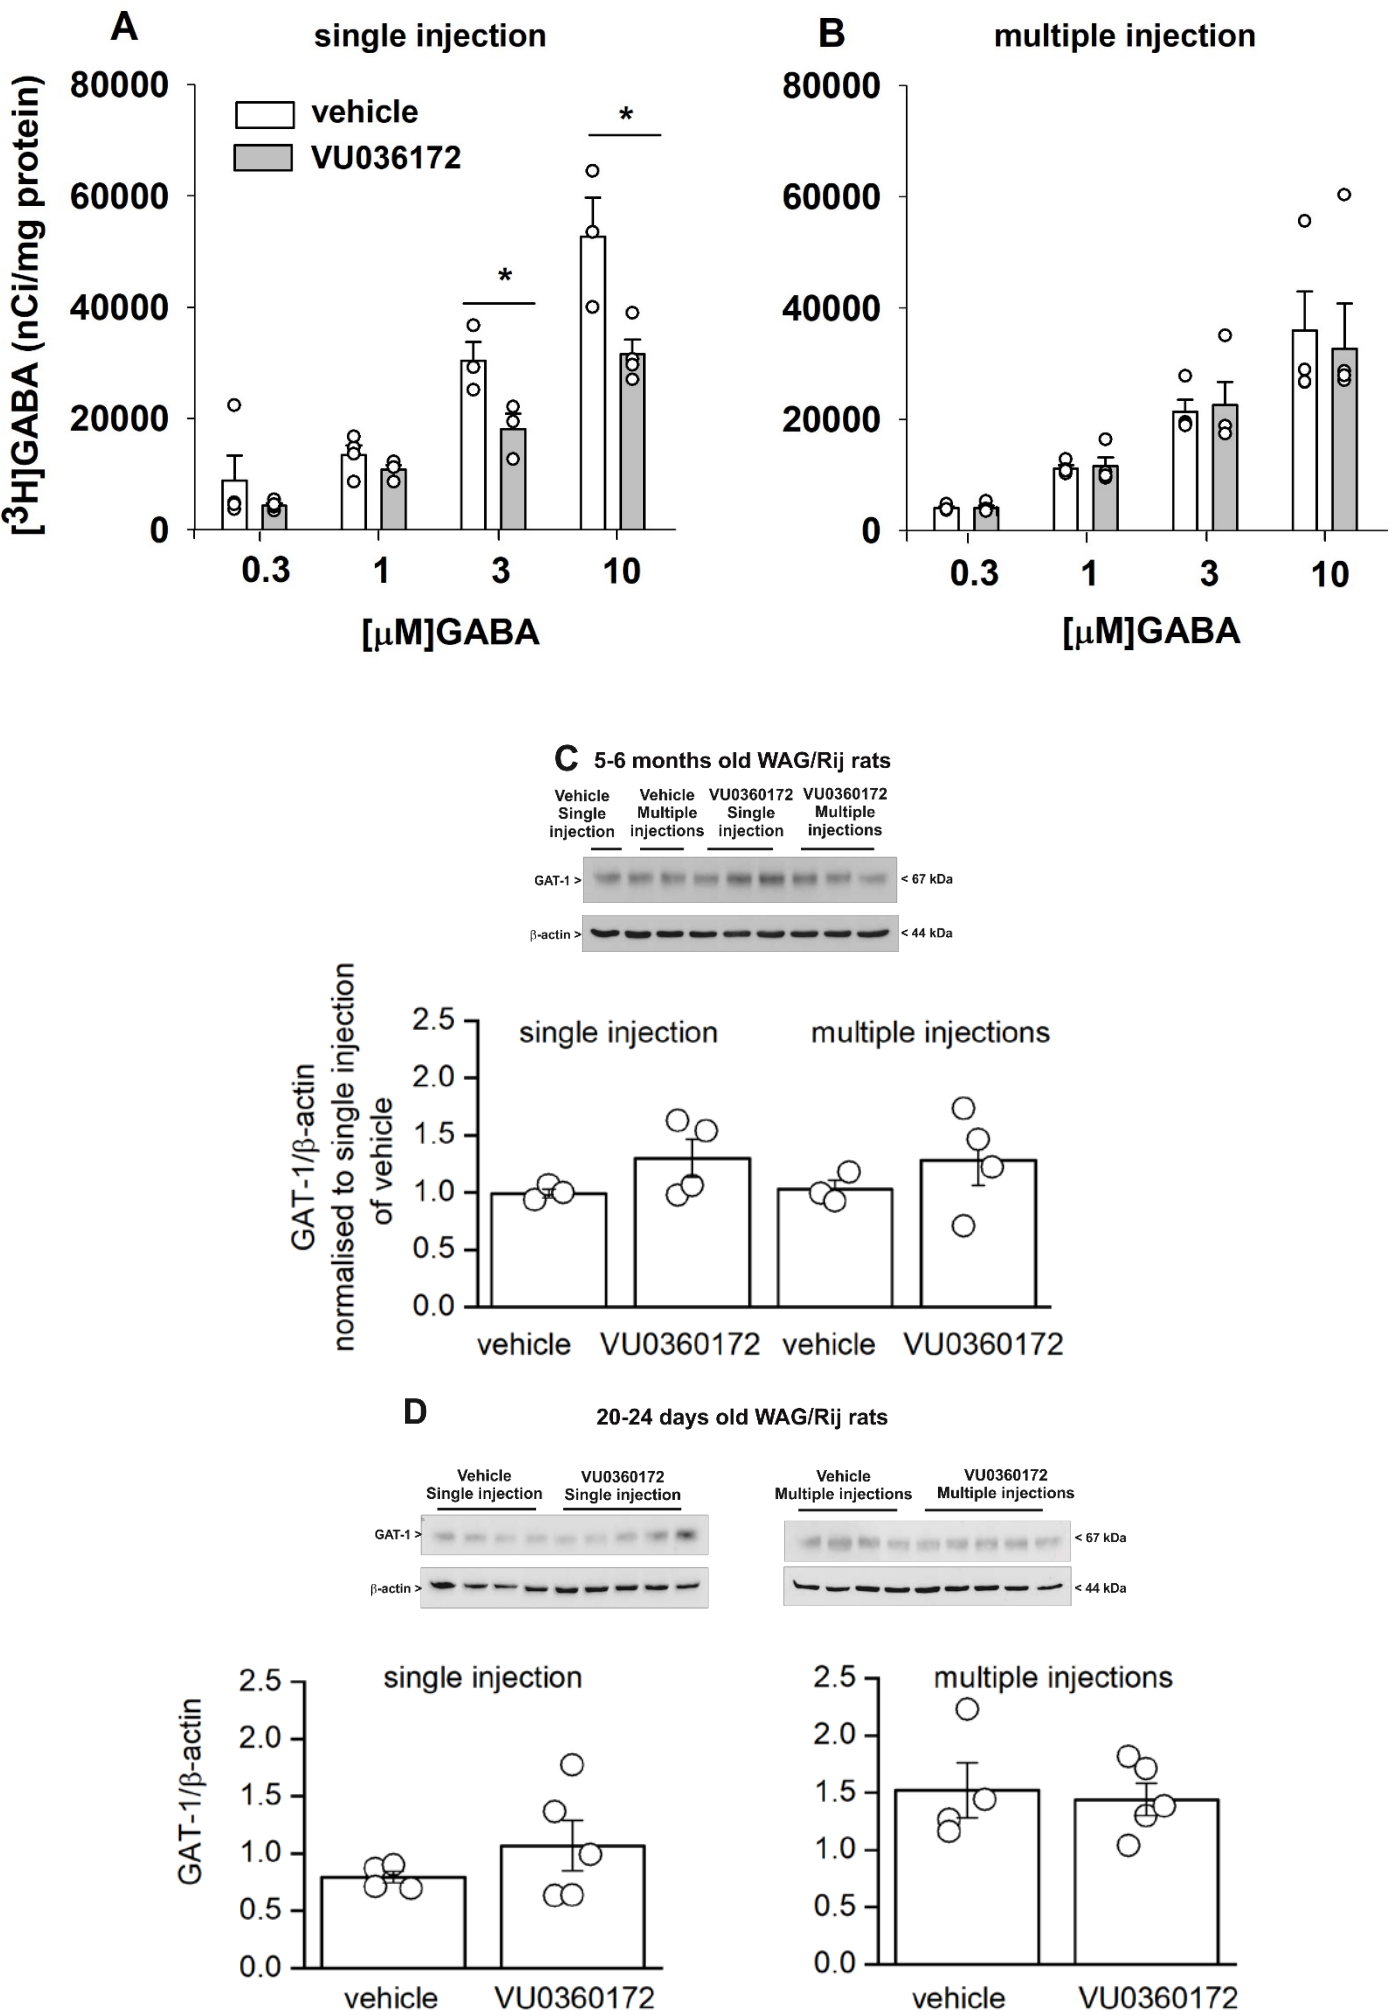 A
single injection
[3H]GABA (nCi/mg protein)
80000
60000
40000
20000
0
vehicle
VU036172
*
*
0.3
1
3
10
[μM]GABA
B
multiple injection
80000
60000
40000
20000
0
0.3
1
3
10
[μM]GABA
C 5-6 months old WAG/Rij rats
Vehicle
Single
injection
Vehicle
Multiple
injections
VU0360172
Single
injection
VU0360172
Multiple
injections
GAT-1 >
< 67 kDa
β-actin >
< 44 kDa
GAT-1/β-actin
normalised to single injection
of vehicle
2.5
2.0
1.5
1.0
0.5
0.0
single injection
multiple injections
vehicle
VU0360172
vehicle
VU0360172
D
20-24 days old WAG/Rij rats
Vehicle
Single injection
VU0360172
Single injection
GAT-1 >
β-actin >
Vehicle
Multiple injections
VU0360172
Multiple injections
< 67 kDa
< 44 kDa
GAT-1/β-actin
2.5
2.0
1.5
1.0
0.5
0.0
single injection
vehicle
VU0360172
2.5
2.0
1.5
1.0
0.5
0.0
multiple injections
vehicle
VU0360172